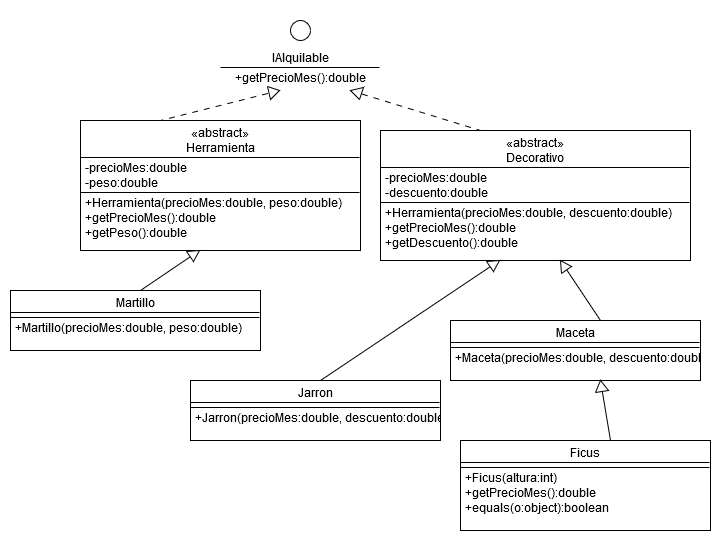 IAlquilable
+getPrecioMes():double
«abstract»
Herramienta
-precioMes:double
-peso:double
+Herramienta(precioMes:double, peso:double)
+getPrecioMes():double
+getPeso():double
«abstract»
Decorativo
-precioMes:double
-descuento:double
+Herramienta(precioMes:double, descuento:double)
+getPrecioMes():double
+getDescuento():double
Martillo
+Martillo(precioMes:double, peso:double)
Maceta
+Maceta(precioMes:double, descuento:doubl
Jarron
+Jarron(precioMes:double, descuento:double
Ficus
+Ficus(altura:int)
+getPrecioMes():double
+equals(o:object):boolean